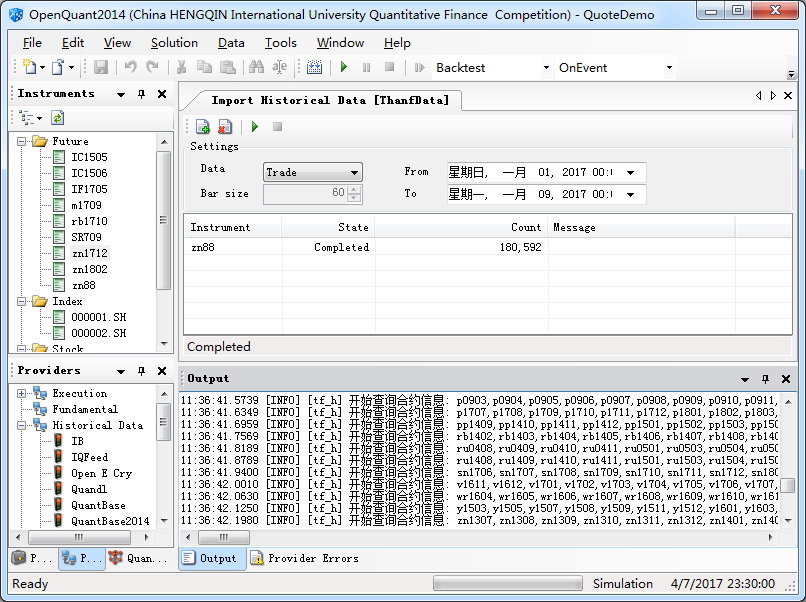 OpenQuant2014 (China HENGQIN International University Quantitative Finance Competition) - QuoteDemo
File Edit View Solution Data Tools Window Help
Backtest OnEvent
Instruments
Future
IC1505
IC1506
IF1705
m1709
rb1710
SR709
zn1712
zn1802
zn88
Index
000001.SH
000002.SH
Stock
Providers
Execution
Fundamental
Historical Data
IB
IQFeed
Open E Cry
Quandl
QuantBase
QuantBase2014
P... P... Quan...
Import Historical Data [ThanfData]
Settings
Data Trade From 星期日, 一月 01, 2017 00:
Bar size 60 To 星期一, 一月 09, 2017 00:
Instrument State Count Message
zn88 Completed 180,592
Completed
Output
11:36:41.5739 [INFO] [tf_h] 开始查询合约信息: p0903, p0904, p0905, p0906, p0907, p0908, p0909, p0910, p0911,
11:36:41.6349 [INFO] [tf_h] 开始查询合约信息: p1707, p1708, p1709, p1710, p1711, p1712, p1801, p1802, p1803,
11:36:41.6959 [INFO] [tf_h] 开始查询合约信息: pp1409, pp1410, pp1411, pp1412, pp1501, pp1502, pp1503, pp150
11:36:41.7569 [INFO] [tf_h] 开始查询合约信息: rb1402, rb1403, rb1404, rb1405, rb1406, rb1407, rb1408, rb140
11:36:41.8189 [INFO] [tf_h] 开始查询合约信息: ru0408, ru0409, ru0410, ru0411, ru0501, ru0503, ru0504, ru050
11:36:41.8789 [INFO] [tf_h] 开始查询合约信息: ru1408, ru1409, ru1410, ru1411, ru1501, ru1503, ru1504, ru150
11:36:41.9400 [INFO] [tf_h] 开始查询合约信息: sn1706, sn1707, sn1708, sn1709, sn1710, sn1711, sn1712, sn180
11:36:42.0010 [INFO] [tf_h] 开始查询合约信息: v1611, v1612, v1701, v1702, v1703, v1704, v1705, v1706, v1707,
11:36:42.0630 [INFO] [tf_h] 开始查询合约信息: wr1604, wr1605, wr1606, wr1607, wr1608, wr1609, wr1610, wr161
11:36:42.1250 [INFO] [tf_h] 开始查询合约信息: y1503, y1505, y1507, y1508, y1509, y1511, y1512, y1601, y1603,
11:36:42.1980 [INFO] [tf_h] 开始查询合约信息: zn1307, zn1308, zn1309, zn1310, zn1311, zn1312, zn1401, zn140
Output Provider Errors
Ready Simulation 4/7/2017 23:30:00